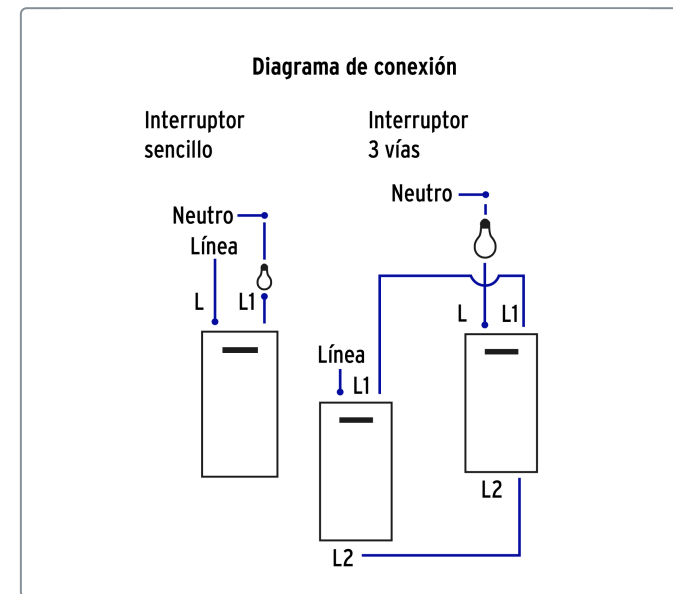 Diagrama de conexión
Interruptor
sencillo
Neutro
Línea
L L1
Interruptor
3 vías
Neutro
L L1
Línea
L1
L2
L2